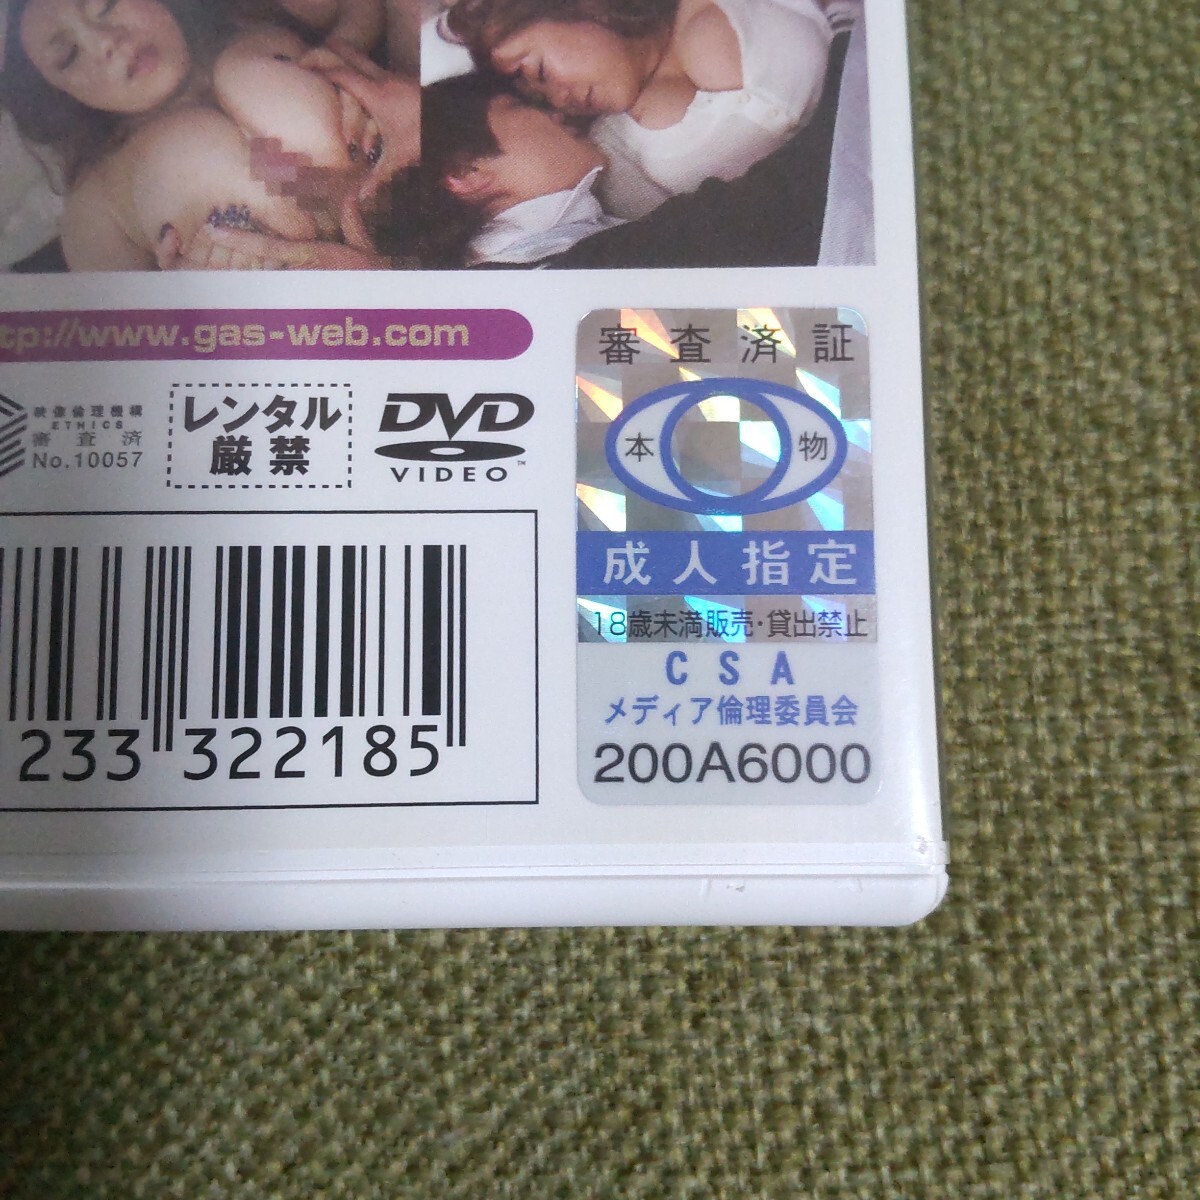 tp://www.gas-web.com
映像倫理機構
ETHICS
審査済
No.10057
レンタル
厳禁
DVD
VIDEO
TM
233 322185
審査済証
本物
成人指定
18歳未満販売・貸出禁止
CSA
メディア倫理委員会
200A6000